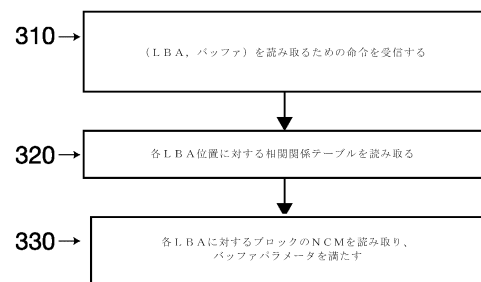 310
(LBA,バッファ)を読み取るための命令を受信する
320
各LBA位置に対する相関関係テーブルを読み取る
330
各LBAに対するブロックのNCMを読み取り、
バッファパラメータを満たす